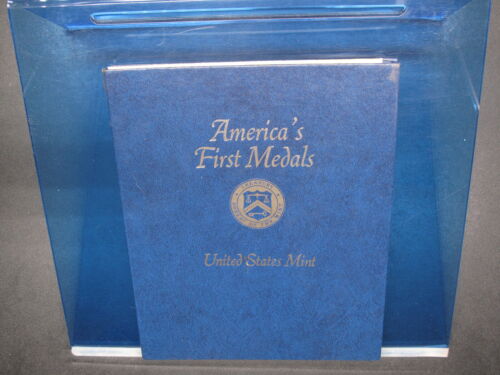 America's
First Medals
United States Mint